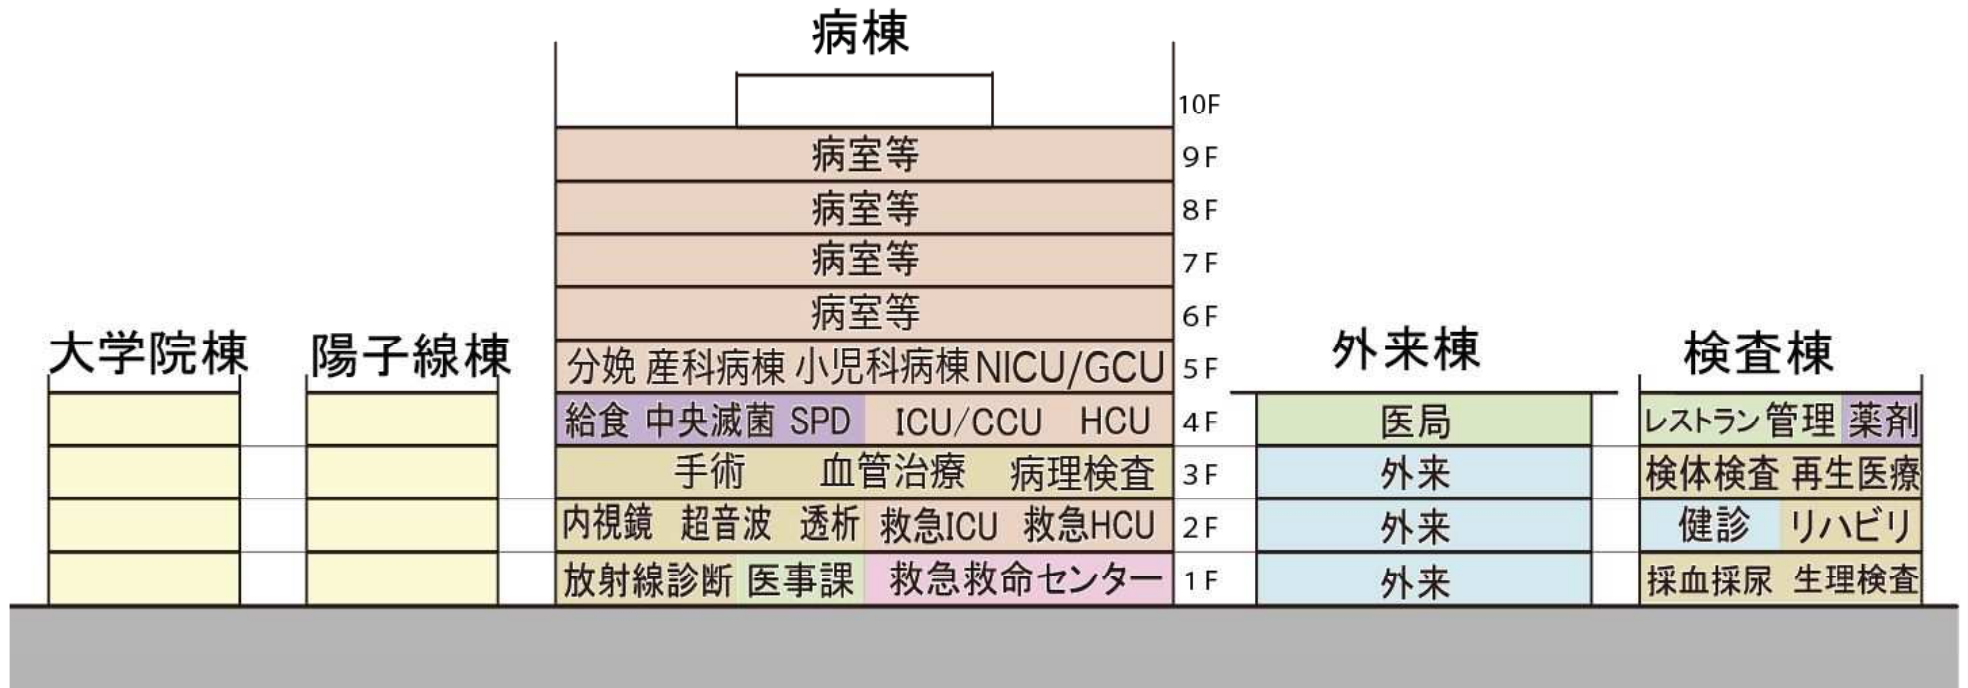 病棟
10F
病室等 9F
病室等 8F
病室等 7F
病室等 6F
大学院棟 陽子線棟 外来棟 検査棟
分娩 産科病棟 小児科病棟 NICU/GCU 5F
給食 中央滅菌 SPD ICU/CCU HCU 4F 医局 レストラン 管理 薬剤
手術 血管治療 病理検査 3F 外来 検体検査 再生医療
内視鏡 超音波 透析 救急ICU 救急HCU 2F 外来 健診 リハビリ
放射線診断 医事課 救急救命センター 1F 外来 採血採尿 生理検査